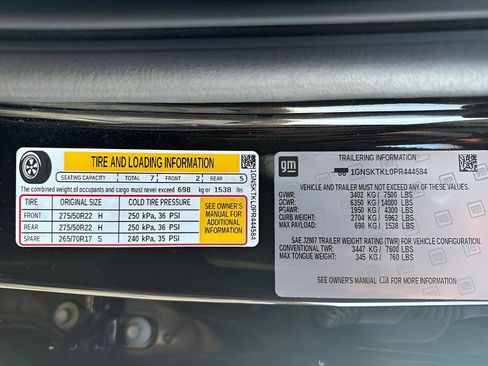 TIRE AND LOADING INFORMATION
SEATING CAPACITY TOTAL 7 FRONT 2 REAR 5
The combined weight of occupants and cargo must never exceed 698 kg or 1538 lbs
TIRE ORIGINAL SIZE COLD TIRE PRESSURE
FRONT 275/50R22 H 250 kPa, 36 PSI
REAR 275/50R22 H 250 kPa, 36 PSI
SPARE 265/70R17 S 240 kPa, 35 PSI
SEE OWNER'S
MANUAL FOR
ADDITIONAL
INFORMATION
1GNSKTKL0PR444584
gm
TRAILERING INFORMATION
1GNSKTKL0PR444584
VEHICLE AND TRAILER MUST NOT EXCEED ANY:
GVWR: 3402 KG / 7500 LBS
GCWR: 6350 KG / 14000 LBS
RGAWR: 1950 KG / 4300 LBS
CURB WEIGHT: 2704 KG / 5962 LBS
MAX PAYLOAD: 698 KG / 1538 LBS
SAE J2807 TRAILER WEIGHT RATING (TWR) FOR VEHICLE CONFIGURATION.
CONVENTIONAL TWR: 3447 KG / 7600 LBS
MAX TONGUE WEIGHT: 345 KG / 760 LBS
SEE OWNER'S MANUAL gm FOR MORE INFORMATION